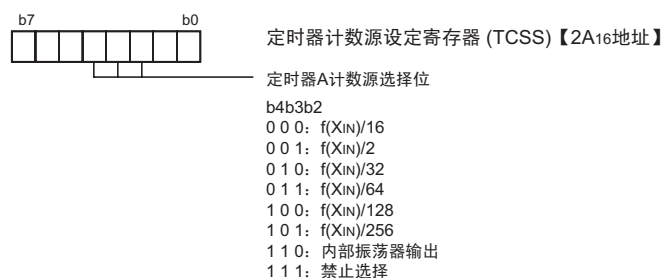 b7 b0
定时器计数源设定寄存器 (TCSS)【2A16地址】
定时器A计数源选择位
b4b3b2
0 0 0：f(XIN)/16
0 0 1：f(XIN)/2
0 1 0：f(XIN)/32
0 1 1：f(XIN)/64
1 0 0：f(XIN)/128
1 0 1：f(XIN)/256
1 1 0：内部振荡器输出
1 1 1：禁止选择